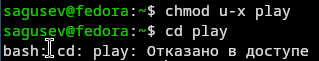 sagusev@fedora:~$ chmod u-x play
sagusev@fedora:~$ cd play
bash: cd: play: Отказано в доступе